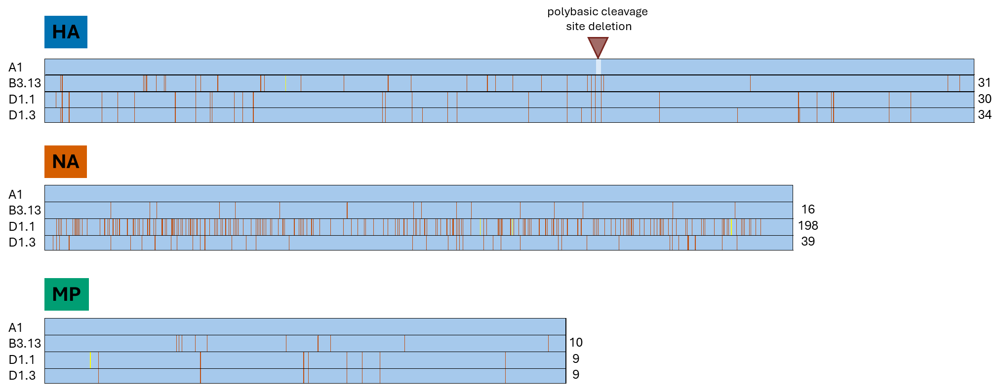 polybasic cleavage
site deletion
HA
A1
B3.13 31
D1.1 30
D1.3 34
NA
A1
B3.13 16
D1.1 198
D1.3 39
MP
A1
B3.13 10
D1.1 9
D1.3 9